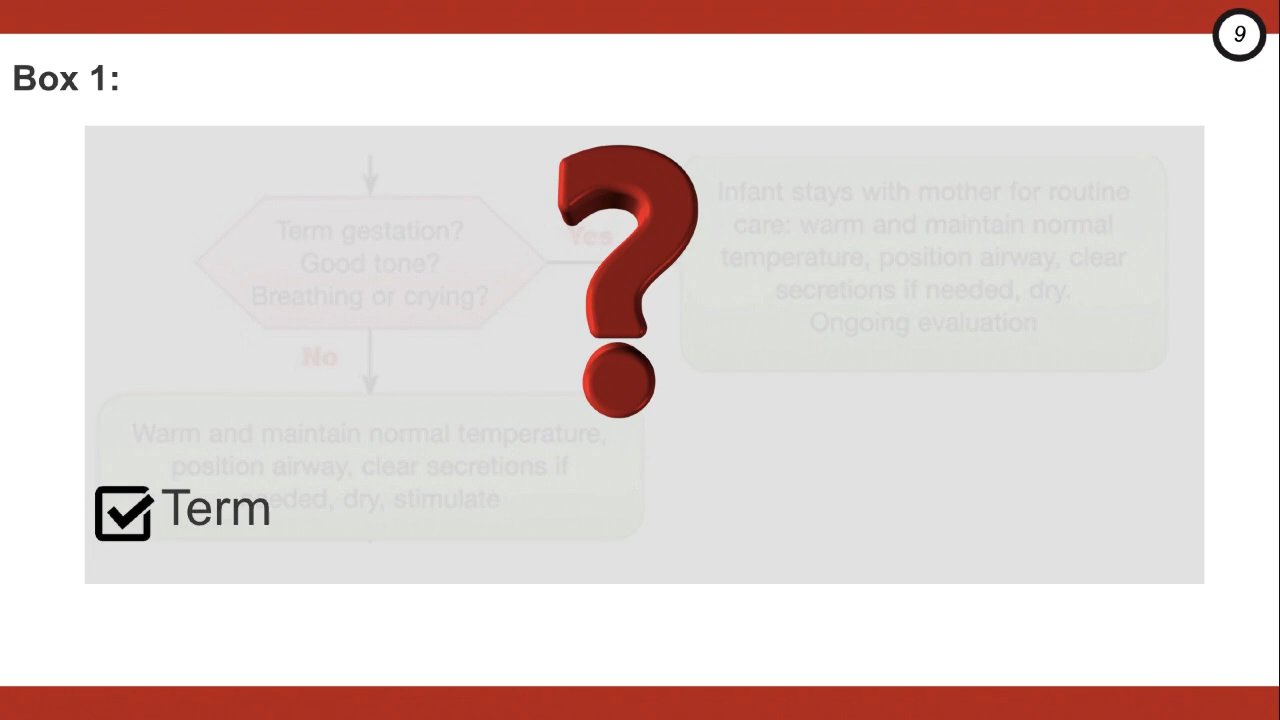 9
Box 1:
Term gestation?
Good tone?
Breathing or crying?
Yes
No
Infant stays with mother for routine
care: warm and maintain normal
temperature, position airway, clear
secretions if needed, dry.
Ongoing evaluation
Warm and maintain normal temperature,
position airway, clear secretions if
needed, dry, stimulate
?
Term